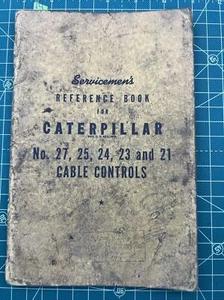 Servicemen's
REFERENCE BOOK
FOR
CATERPILLAR
No. 27, 25, 24, 23 and 21
CABLE CONTROLS